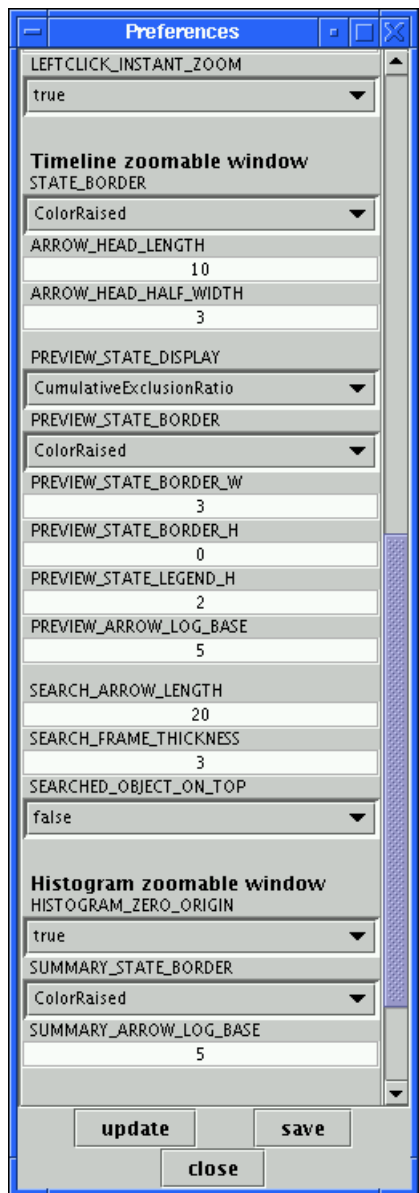 Preferences
LEFTCLICK_INSTANT_ZOOM
true
Timeline zoomable window
STATE_BORDER
ColorRaised
ARROW_HEAD_LENGTH
10
ARROW_HEAD_HALF_WIDTH
3
PREVIEW_STATE_DISPLAY
CumulativeExclusionRatio
PREVIEW_STATE_BORDER
ColorRaised
PREVIEW_STATE_BORDER_W
3
PREVIEW_STATE_BORDER_H
0
PREVIEW_STATE_LEGEND_H
2
PREVIEW_ARROW_LOG_BASE
5
SEARCH_ARROW_LENGTH
20
SEARCH_FRAME_THICKNESS
3
SEARCHED_OBJECT_ON_TOP
false
Histogram zoomable window
HISTOGRAM_ZERO_ORIGIN
true
SUMMARY_STATE_BORDER
ColorRaised
SUMMARY_ARROW_LOG_BASE
5
update save
close